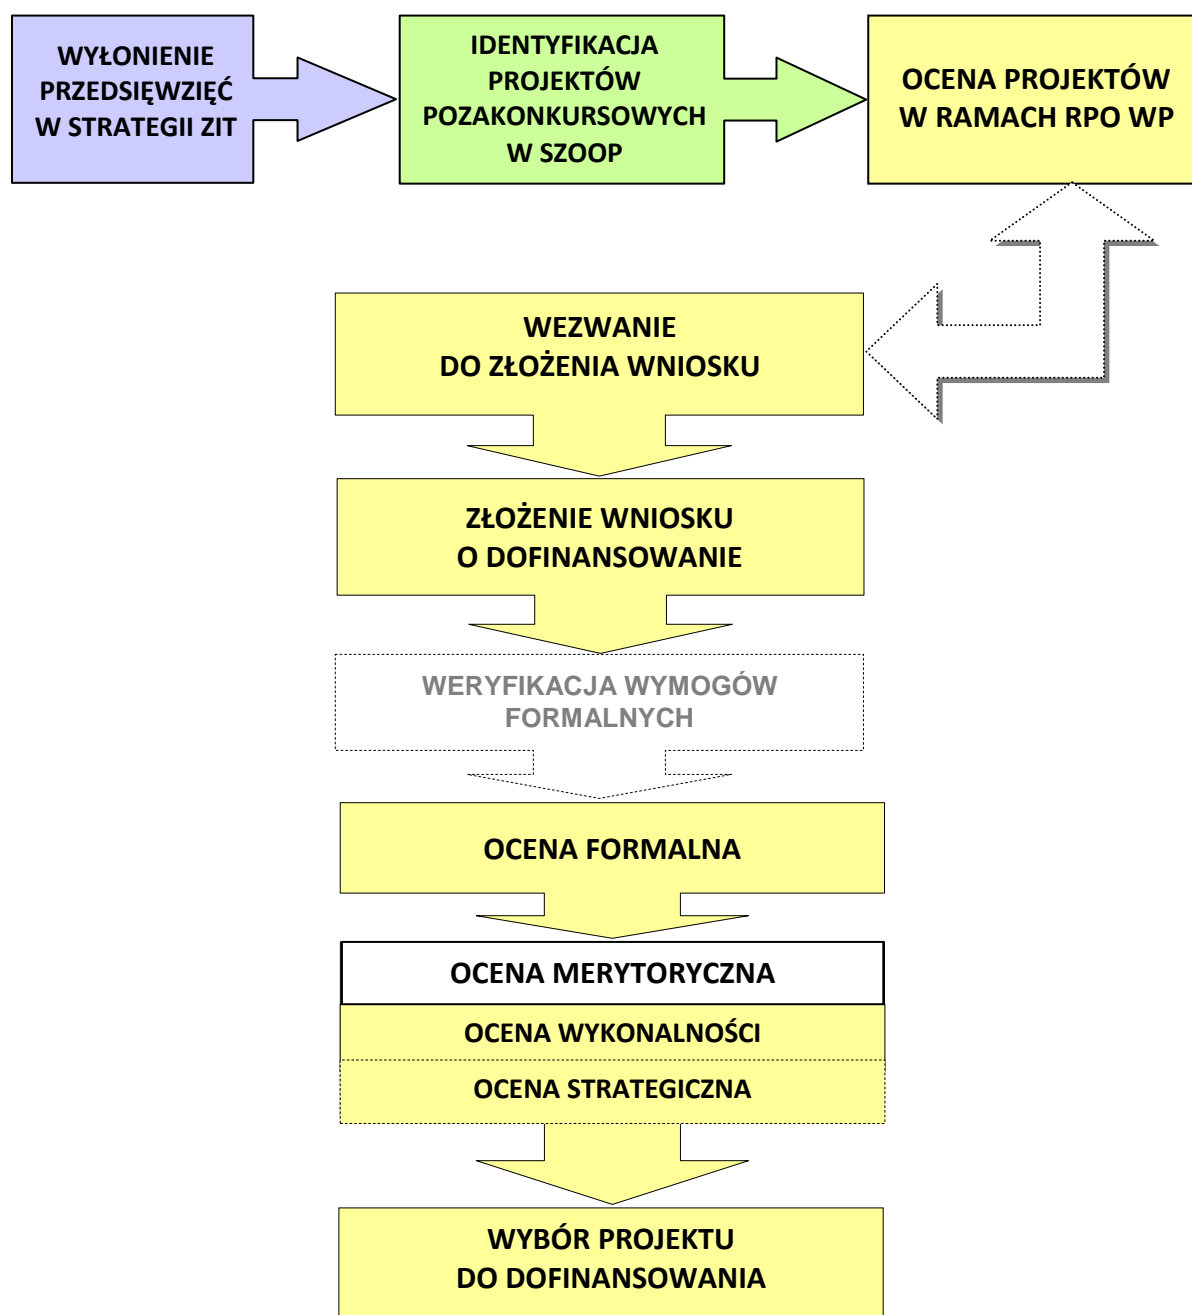 WYŁONIENIE
PRZEDSIĘWZIĘĆ
W STRATEGII ZIT
IDENTYFIKACJA
PROJEKTÓW
POZAKONKURSOWYCH
W SZOOP
OCENA PROJEKTÓW
W RAMACH RPO WP
WEZWANIE
DO ZŁOŻENIA WNIOSKU
ZŁOŻENIE WNIOSKU
O DOFINANSOWANIE
WERYFIKACJA WYMOGÓW
FORMALNYCH
OCENA FORMALNA
OCENA MERYTORYCZNA
OCENA WYKONALNOŚCI
OCENA STRATEGICZNA
WYBÓR PROJEKTU
DO DOFINANSOWANIA